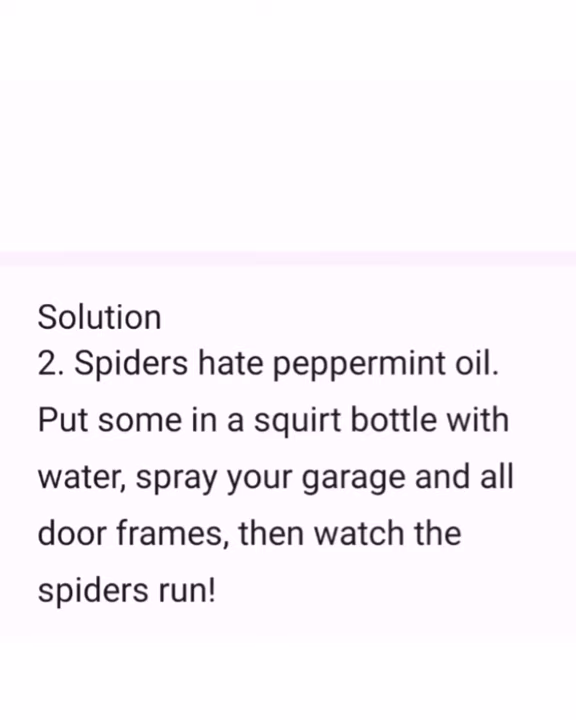 Solution
2. Spiders hate peppermint oil.
Put some in a squirt bottle with
water, spray your garage and all
door frames, then watch the
spiders run!